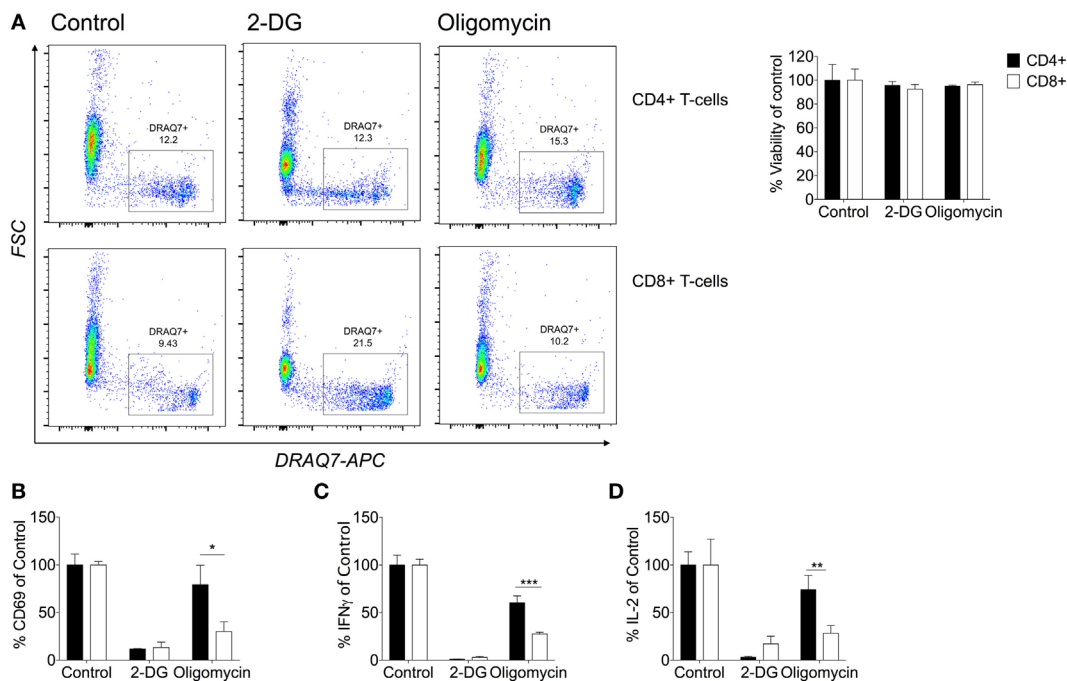 A
Control
2-DG
Oligomycin
DRAQ7+
12.2
DRAQ7+
12.3
DRAQ7+
15.3
CD4+ T-cells
DRAQ7+
9.43
DRAQ7+
21.5
DRAQ7+
10.2
CD8+ T-cells
FSC
DRAQ7-APC
% Viability of control
120
100
80
60
40
20
0
Control 2-DG Oligomycin
CD4+
CD8+
B
% CD69 of Control
150
100
50
0
*
Control 2-DG Oligomycin
C
% IFNγ of Control
150
100
50
0
***
Control 2-DG Oligomycin
D
% IL-2 of Control
150
100
50
0
**
Control 2-DG Oligomycin